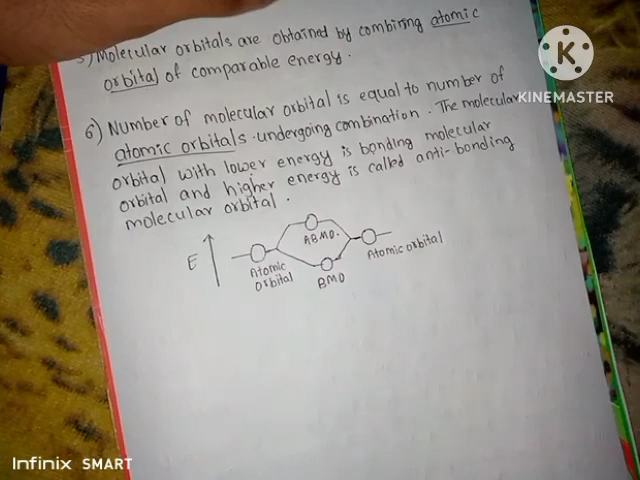 5) Molecular orbitals are obtained by combining atomic
orbital of comparable energy.
6) Number of molecular orbital is equal to number of
atomic orbitals undergoing combination. The molecular
orbital with lower energy is bonding molecular
orbital and higher energy is called anti-bonding
molecular orbital.
E
ABMO.
Atomic orbital
Atomic
orbital
BMO
KINEMASTER
Infinix SMART